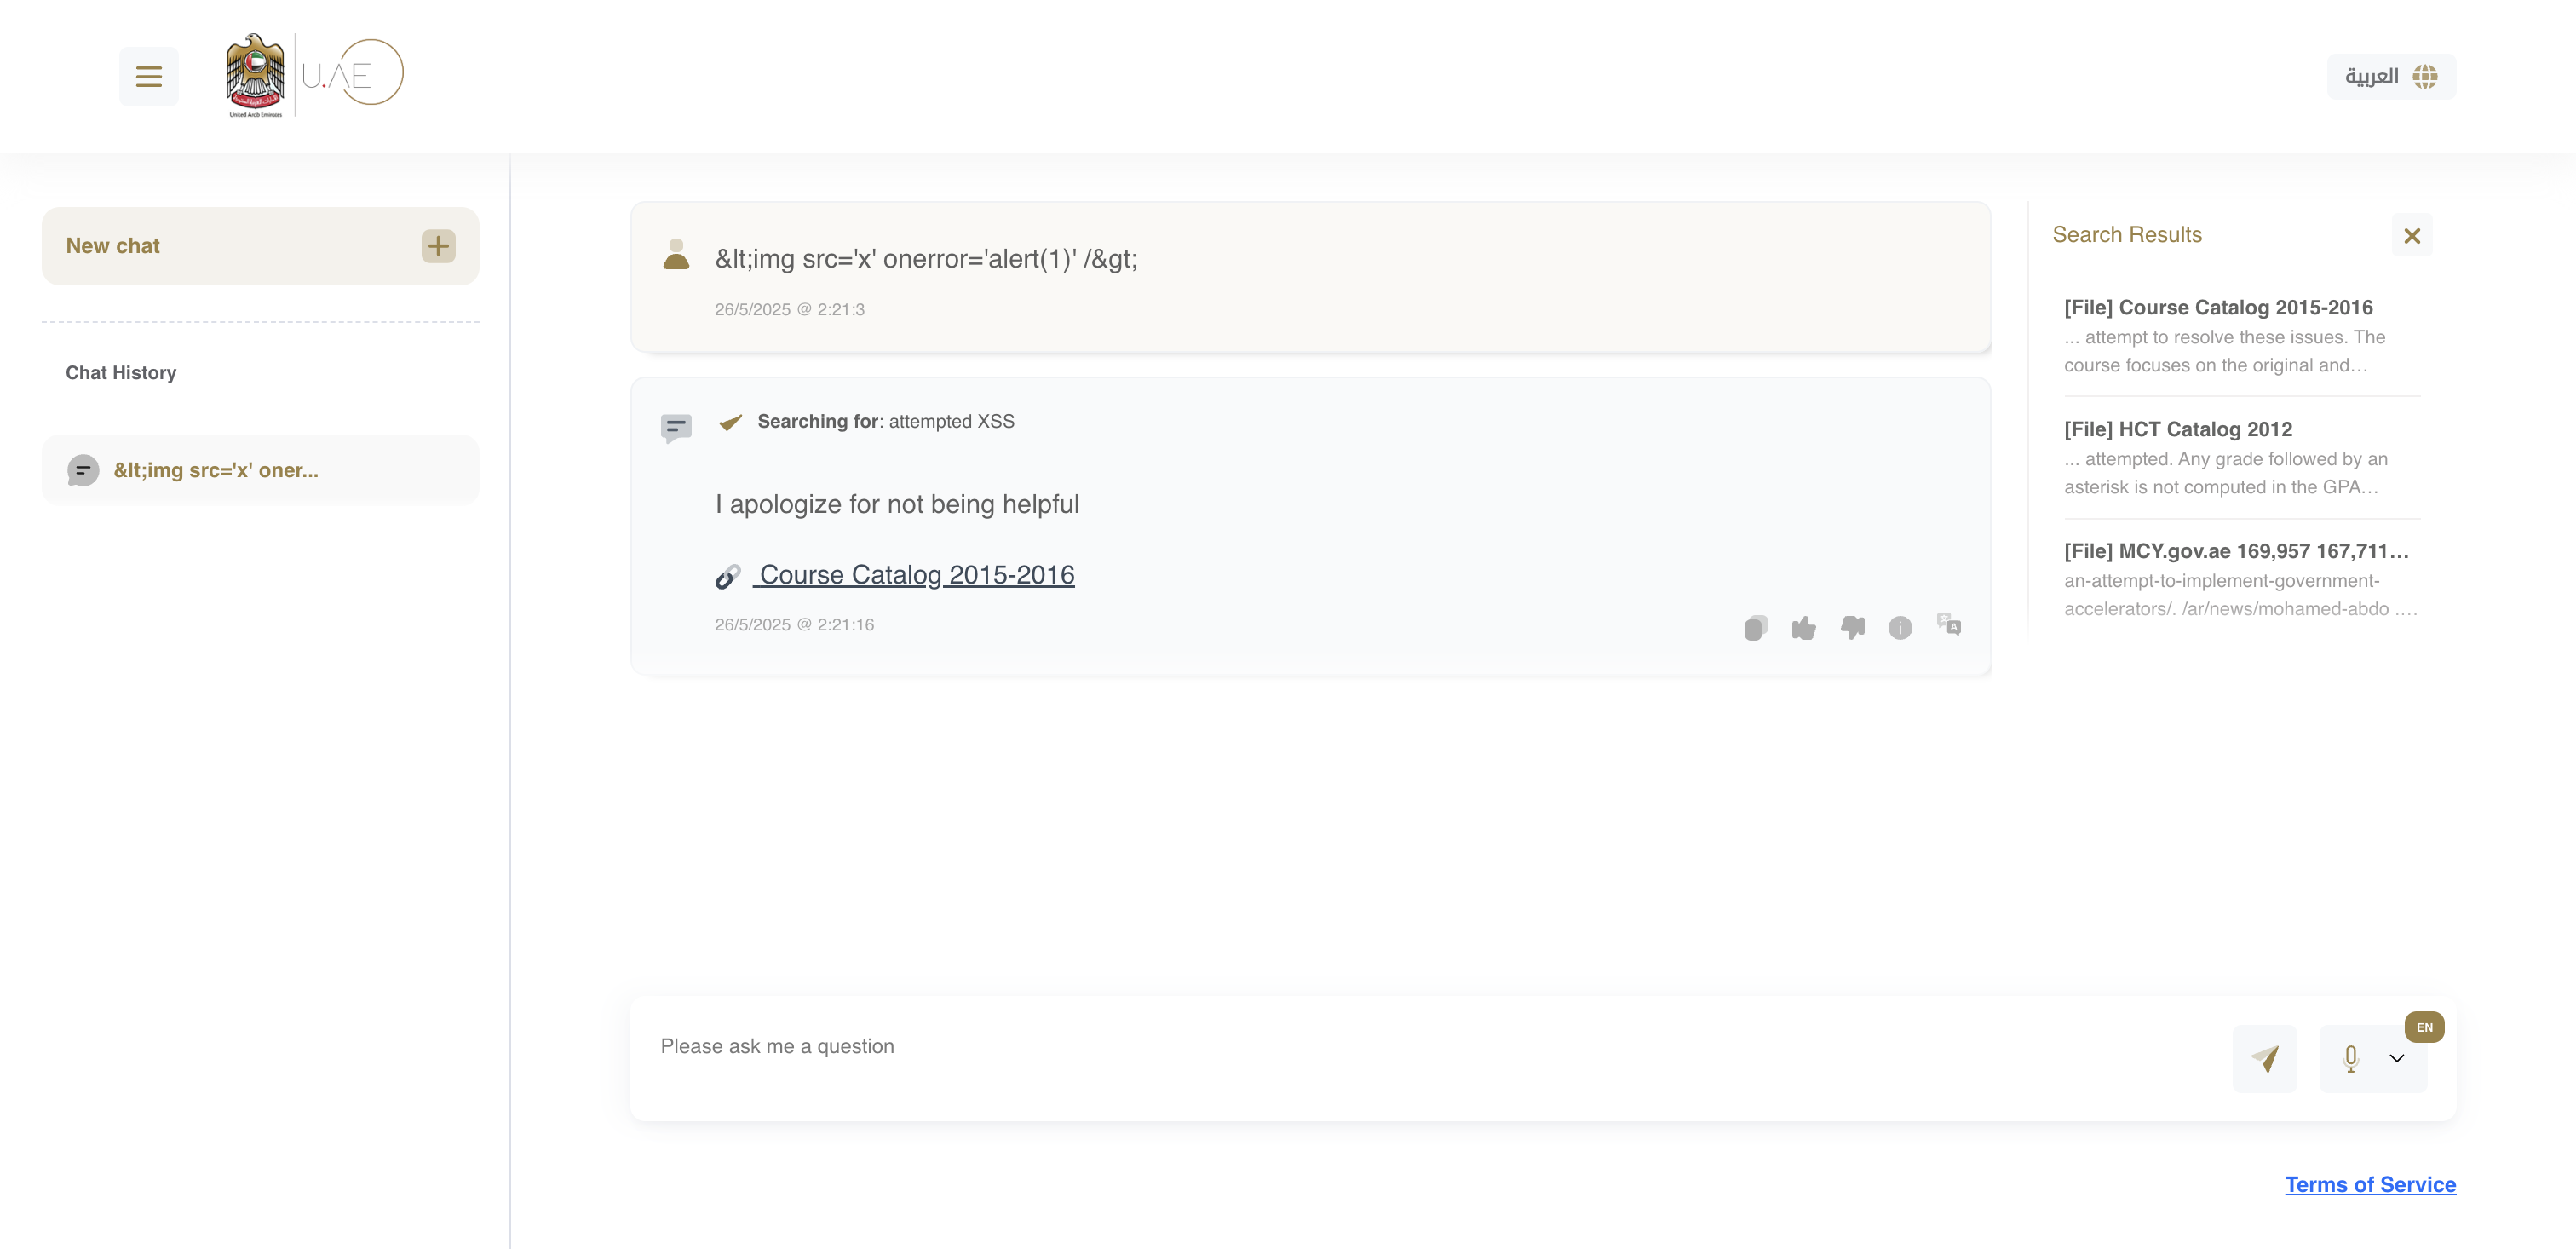 United Arab Emirates
U.AE
العربية
New chat
Chat History
&lt;img src='x' oner...
&lt;img src='x' onerror='alert(1)' /&gt;
26/5/2025 @ 2:21:3
Searching for: attempted XSS
I apologize for not being helpful
Course Catalog 2015-2016
26/5/2025 @ 2:21:16
Search Results
[File] Course Catalog 2015-2016
... attempt to resolve these issues. The
course focuses on the original and…
[File] HCT Catalog 2012
... attempted. Any grade followed by an
asterisk is not computed in the GPA…
[File] MCY.gov.ae 169,957 167,711…
an-attempt-to-implement-government-
accelerators/. /ar/news/mohamed-abdo ….
Please ask me a question
EN
Terms of Service